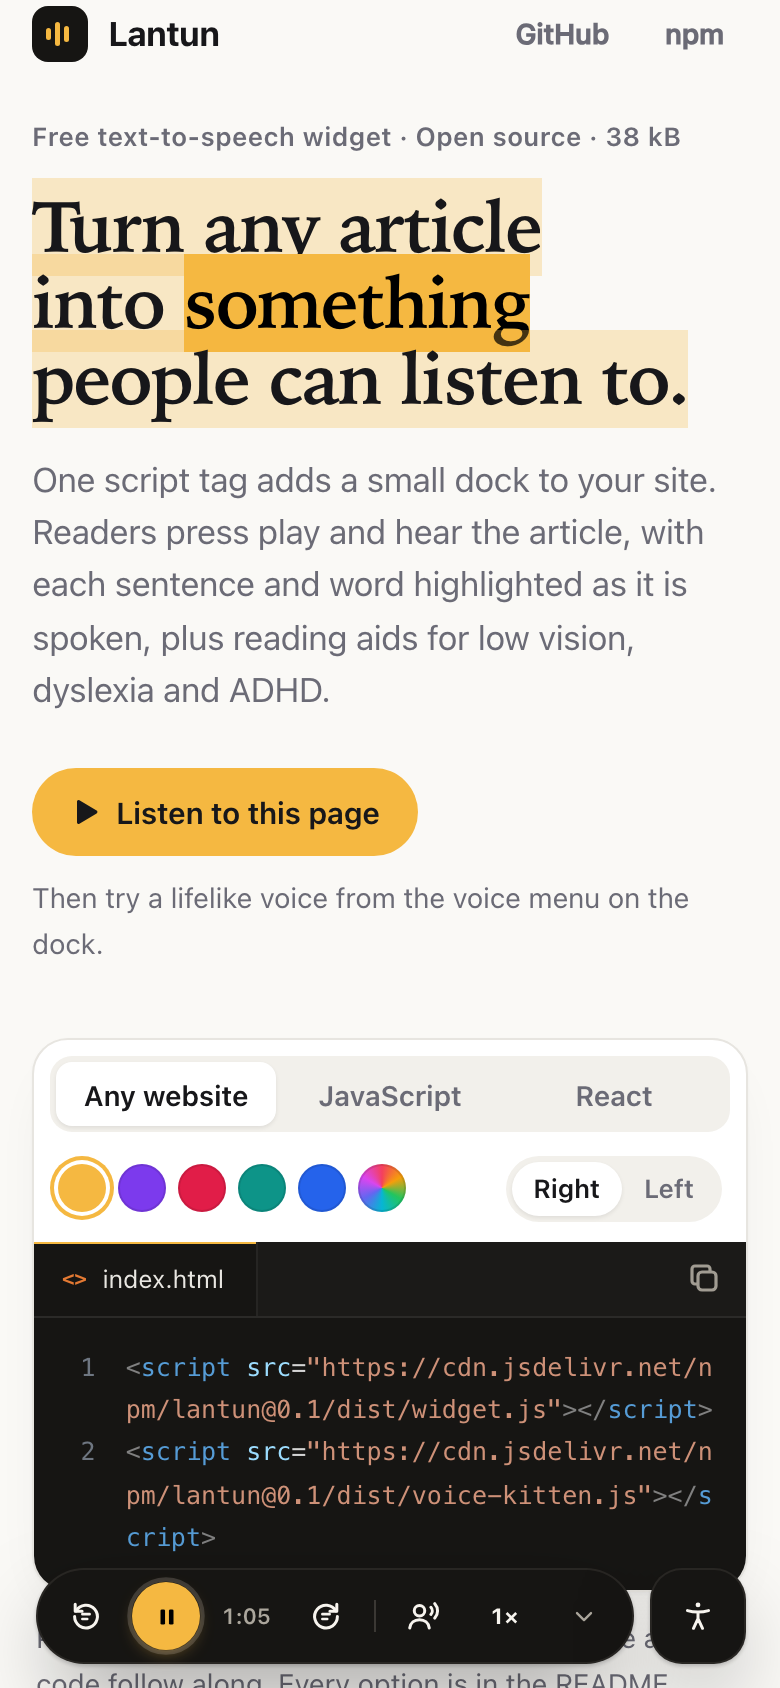 Lantun
GitHub npm
Free text-to-speech widget · Open source · 38 kB
Turn any article
into something
people can listen to.
One script tag adds a small dock to your site.
Readers press play and hear the article, with
each sentence and word highlighted as it is
spoken, plus reading aids for low vision,
dyslexia and ADHD.
Listen to this page
Then try a lifelike voice from the voice menu on the
dock.
Any website JavaScript React
Right Left
<> index.html
1 <script src="https://cdn.jsdelivr.net/n
pm/lantun@0.1/dist/widget.js"></script>
2 <script src="https://cdn.jsdelivr.net/n
pm/lantun@0.1/dist/voice-kitten.js"></s
cript>
1:05 1×
code follow along. Every option is in the README